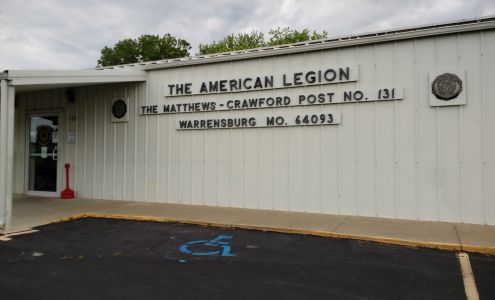 THE AMERICAN LEGION
THE MATTHEWS - CRAWFORD POST NO. 131
WARRENSBURG MO. 64093